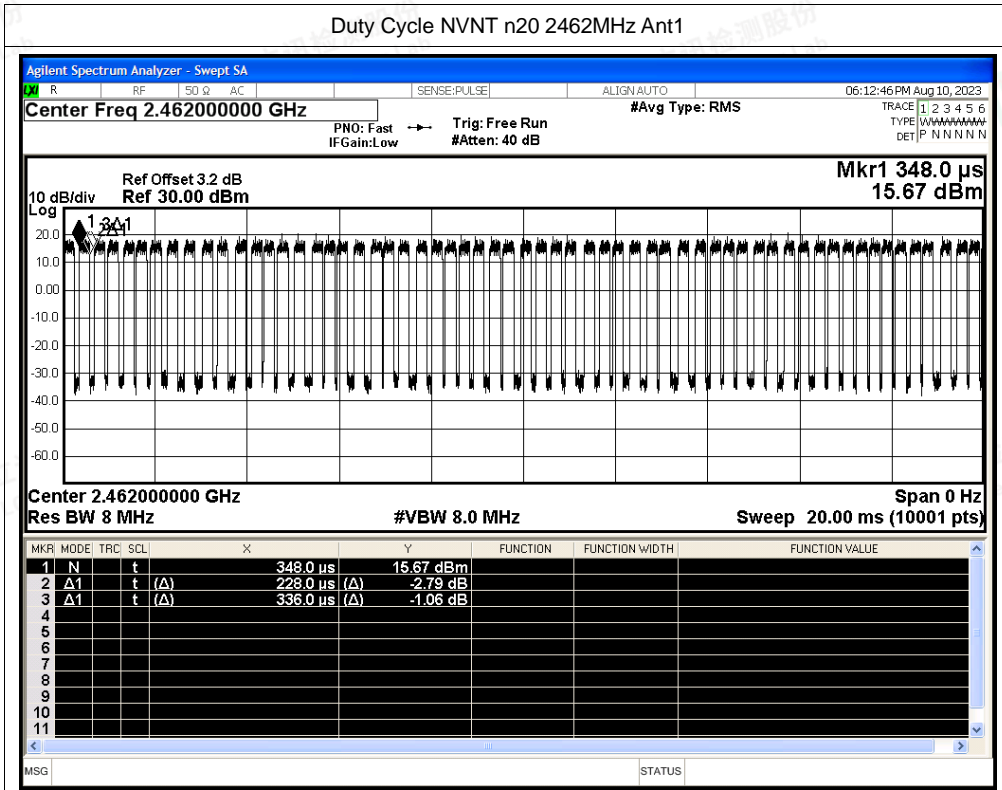 Duty Cycle NVNT n20 2462MHz Ant1
Agilent Spectrum Analyzer - Swept SA
LXI R RF 50 Ω AC SENSE:PULSE ALIGN AUTO 06:12:46 PM Aug 10, 2023
Center Freq 2.462000000 GHz #Avg Type: RMS TRACE 1 2 3 4 5 6
PNO: Fast Trig: Free Run TYPE
IFGain:Low #Atten: 40 dB DET P N N N N N
Mkr1 348.0 µs
Ref Offset 3.2 dB
10 dB/div Ref 30.00 dBm 15.67 dBm
Log
1 3Δ1
2Δ1
20.0
10.0
0.00
-10.0
-20.0
-30.0
-40.0
-50.0
-60.0
Center 2.462000000 GHz Span 0 Hz
Res BW 8 MHz #VBW 8.0 MHz Sweep 20.00 ms (10001 pts)
MKR MODE TRC SCL X Y FUNCTION FUNCTION WIDTH FUNCTION VALUE
1 N t 348.0 µs 15.67 dBm
2 Δ1 t (Δ) 228.0 µs (Δ) -2.79 dB
3 Δ1 t (Δ) 336.0 µs (Δ) -1.06 dB
4
5
6
7
8
9
10
11
MSG STATUS